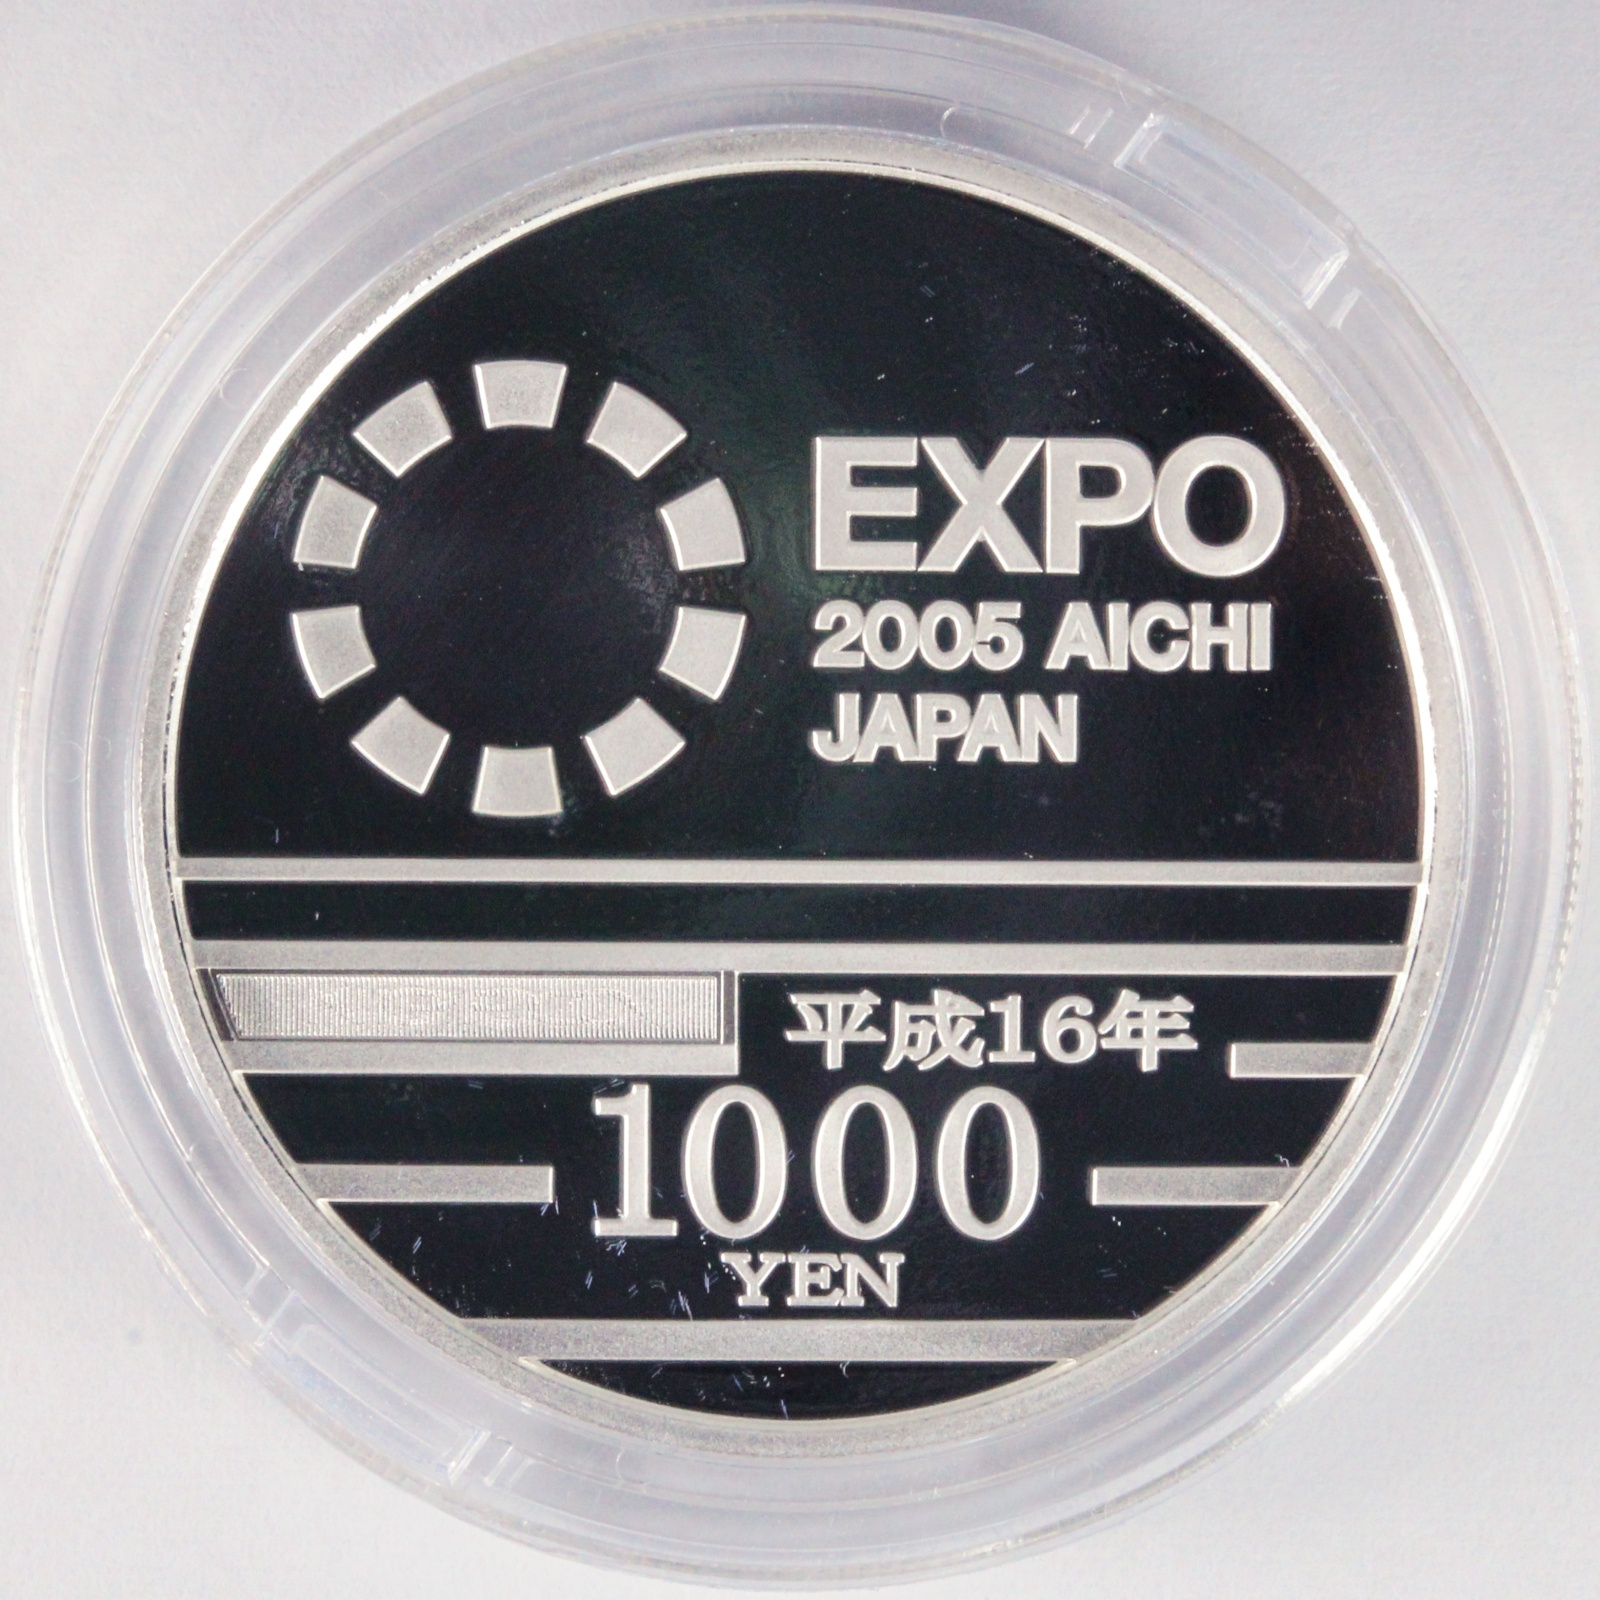 EXPO
2005 AICHI
JAPAN
平成16年
1000
YEN